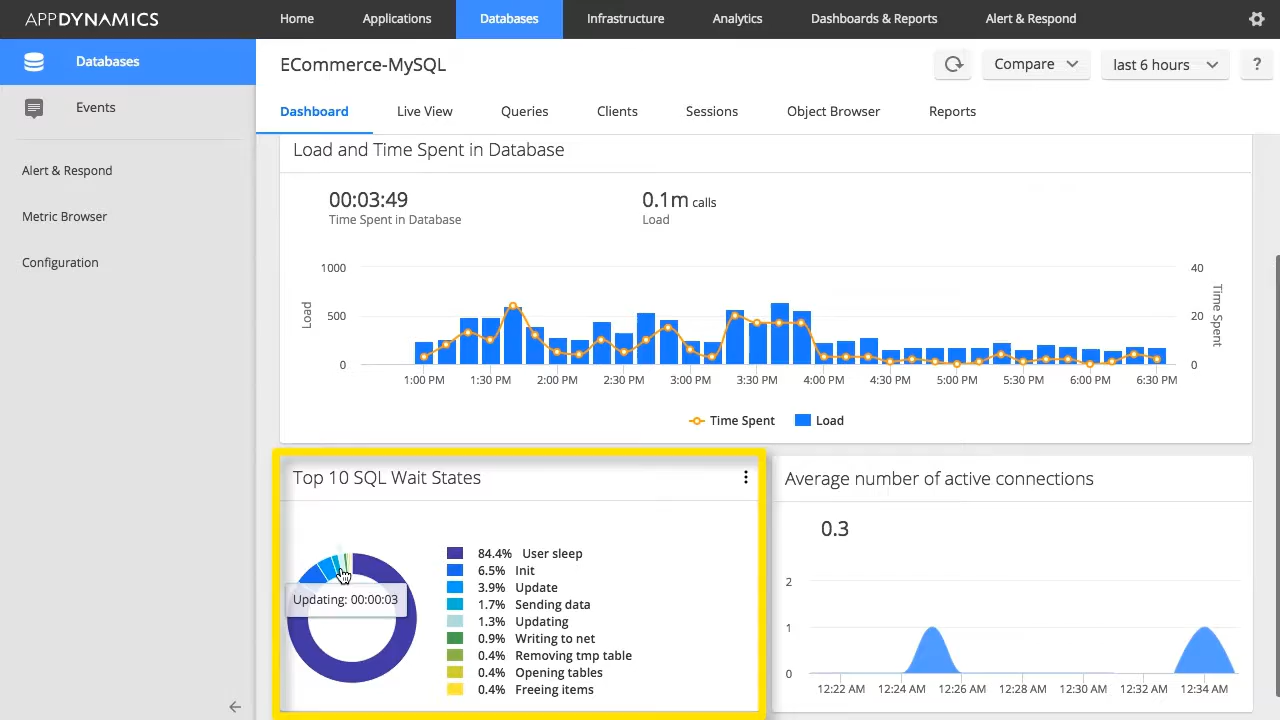 APPDYNAMICS
Home Applications Databases Infrastructure Analytics Dashboards & Reports Alert & Respond
Databases
Events
Alert & Respond
Metric Browser
Configuration
ECommerce-MySQL
Compare last 6 hours ?
Dashboard Live View Queries Clients Sessions Object Browser Reports
Load and Time Spent in Database
00:03:49 0.1m calls
Time Spent in Database Load
1000 40
500 20
0 0
Load
Time Spent
1:00 PM 1:30 PM 2:00 PM 2:30 PM 3:00 PM 3:30 PM 4:00 PM 4:30 PM 5:00 PM 5:30 PM 6:00 PM 6:30 PM
Time Spent Load
Top 10 SQL Wait States
84.4% User sleep
6.5% Init
3.9% Update
1.7% Sending data
1.3% Updating
0.9% Writing to net
0.4% Removing tmp table
0.4% Opening tables
0.4% Freeing items
Updating: 00:00:03
Average number of active connections
0.3
2
1
0
12:22 AM 12:24 AM 12:26 AM 12:28 AM 12:30 AM 12:32 AM 12:34 AM